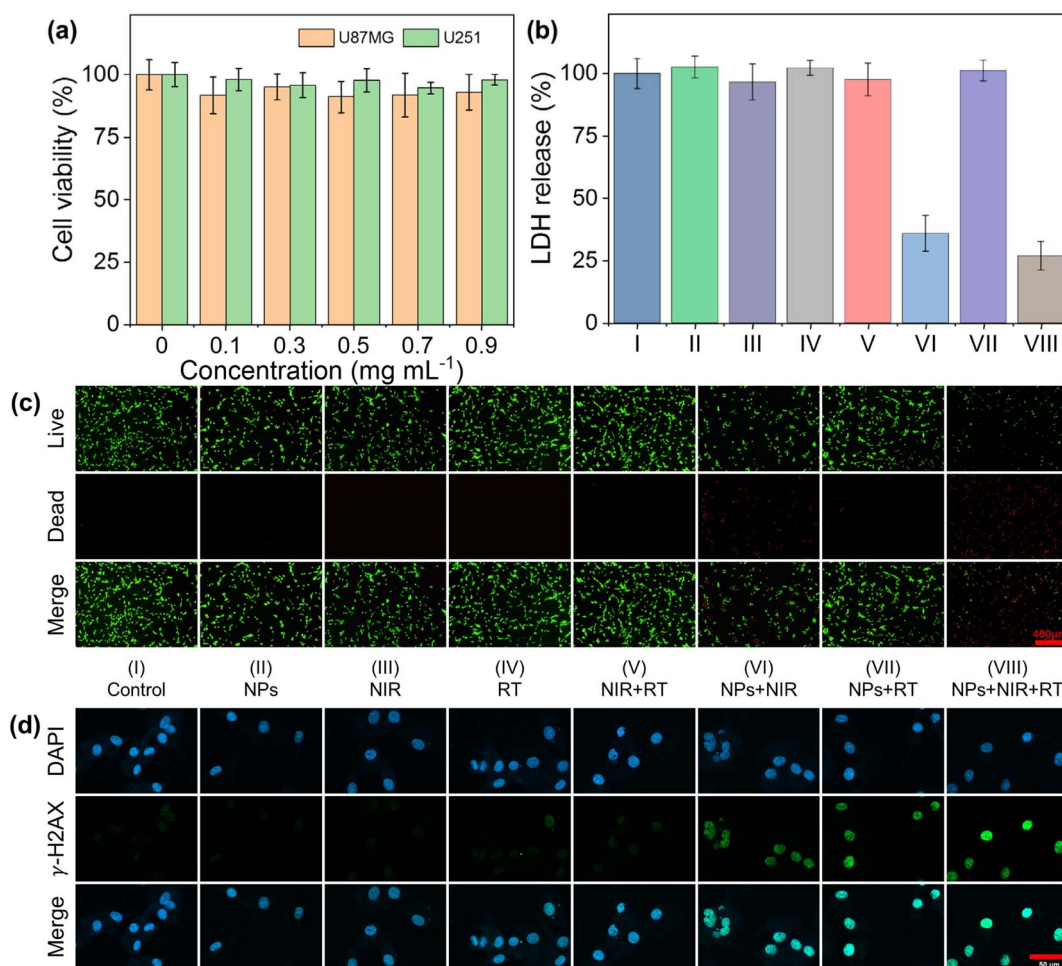 (a)
U87MG U251
Cell viability (%)
100
75
50
25
0
0 0.1 0.3 0.5 0.7 0.9
Concentration (mg mL⁻¹)
(b)
LDH release (%)
100
75
50
25
0
I II III IV V VI VII VIII
(c)
Live
Dead
Merge
400μm
(I) (II) (III) (IV) (V) (VI) (VII) (VIII)
Control NPs NIR RT NIR+RT NPs+NIR NPs+RT NPs+NIR+RT
(d)
DAPI
γ-H2AX
Merge
50 μm